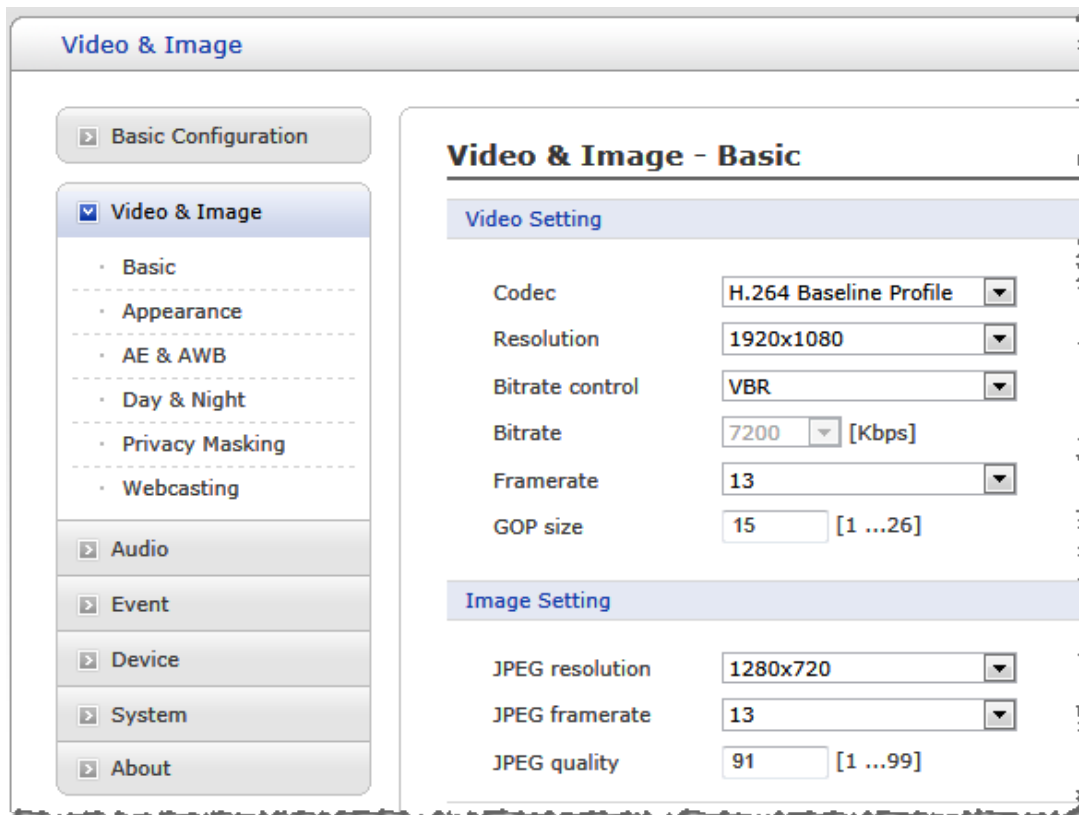 Video & Image
Basic Configuration
Video & Image
Basic
Appearance
AE & AWB
Day & Night
Privacy Masking
Webcasting
Audio
Event
Device
System
About
Video & Image - Basic
Video Setting
Codec H.264 Baseline Profile
Resolution 1920x1080
Bitrate control VBR
Bitrate 7200 [Kbps]
Framerate 13
GOP size 15 [1 ...26]
Image Setting
JPEG resolution 1280x720
JPEG framerate 13
JPEG quality 91 [1 ...99]